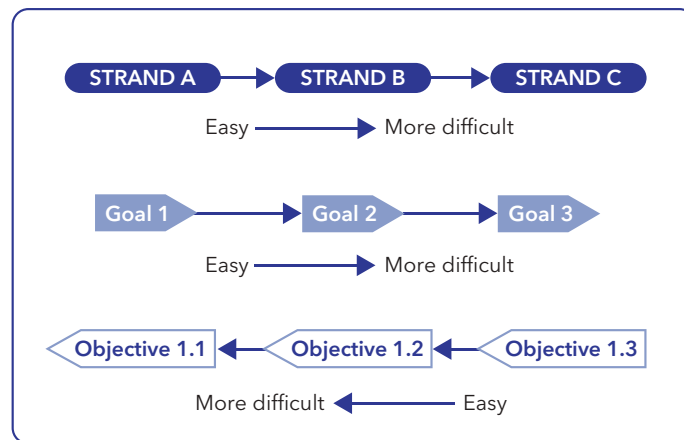 STRAND A STRAND B STRAND C
Easy More difficult
Goal 1 Goal 2 Goal 3
Easy More difficult
Objective 1.1 Objective 1.2 Objective 1.3
More difficult Easy